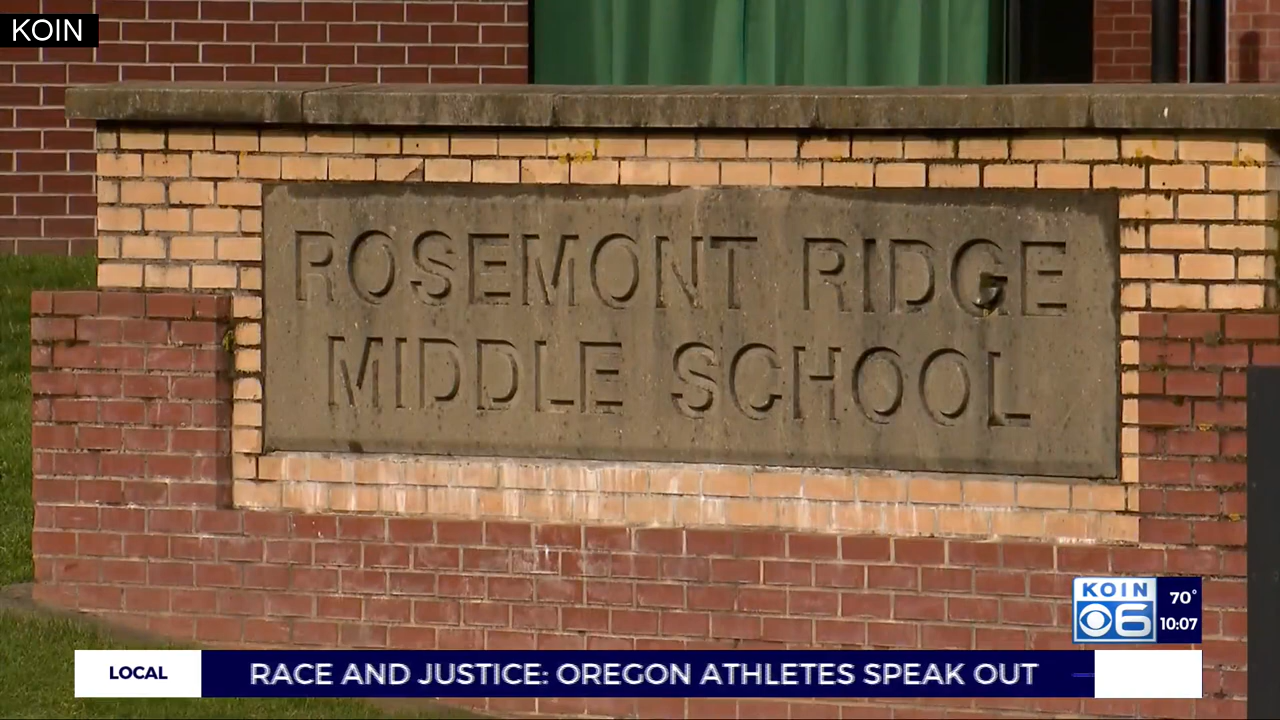 KOIN
ROSEMONT RIDGE
MIDDLE SCHOOL
KOIN
6
70°
10:07
LOCAL
RACE AND JUSTICE: OREGON ATHLETES SPEAK OUT